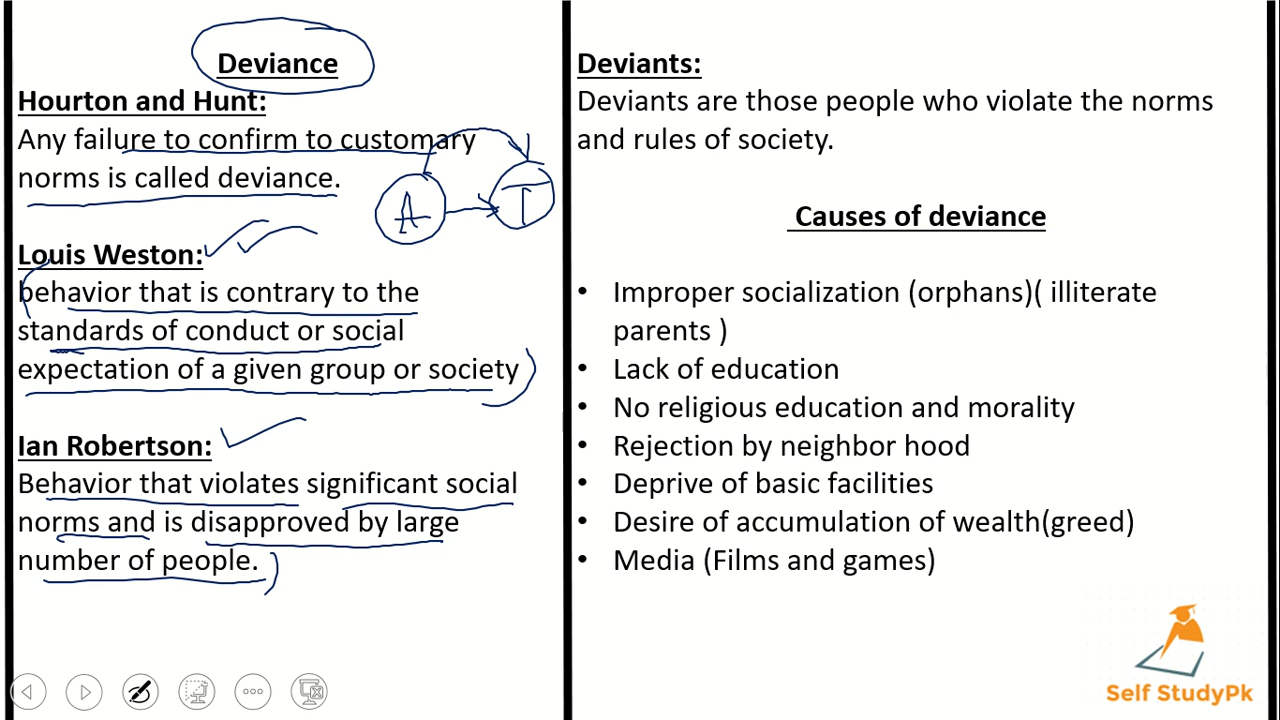 Deviance
Hourton and Hunt:
Any failure to confirm to customary
norms is called deviance.
A
T
Louis Weston:
behavior that is contrary to the
standards of conduct or social
expectation of a given group or society
Ian Robertson:
Behavior that violates significant social
norms and is disapproved by large
number of people.
Deviants:
Deviants are those people who violate the norms
and rules of society.
Causes of deviance
• Improper socialization (orphans)( illiterate
parents )
• Lack of education
• No religious education and morality
• Rejection by neighbor hood
• Deprive of basic facilities
• Desire of accumulation of wealth(greed)
• Media (Films and games)
Self StudyPk